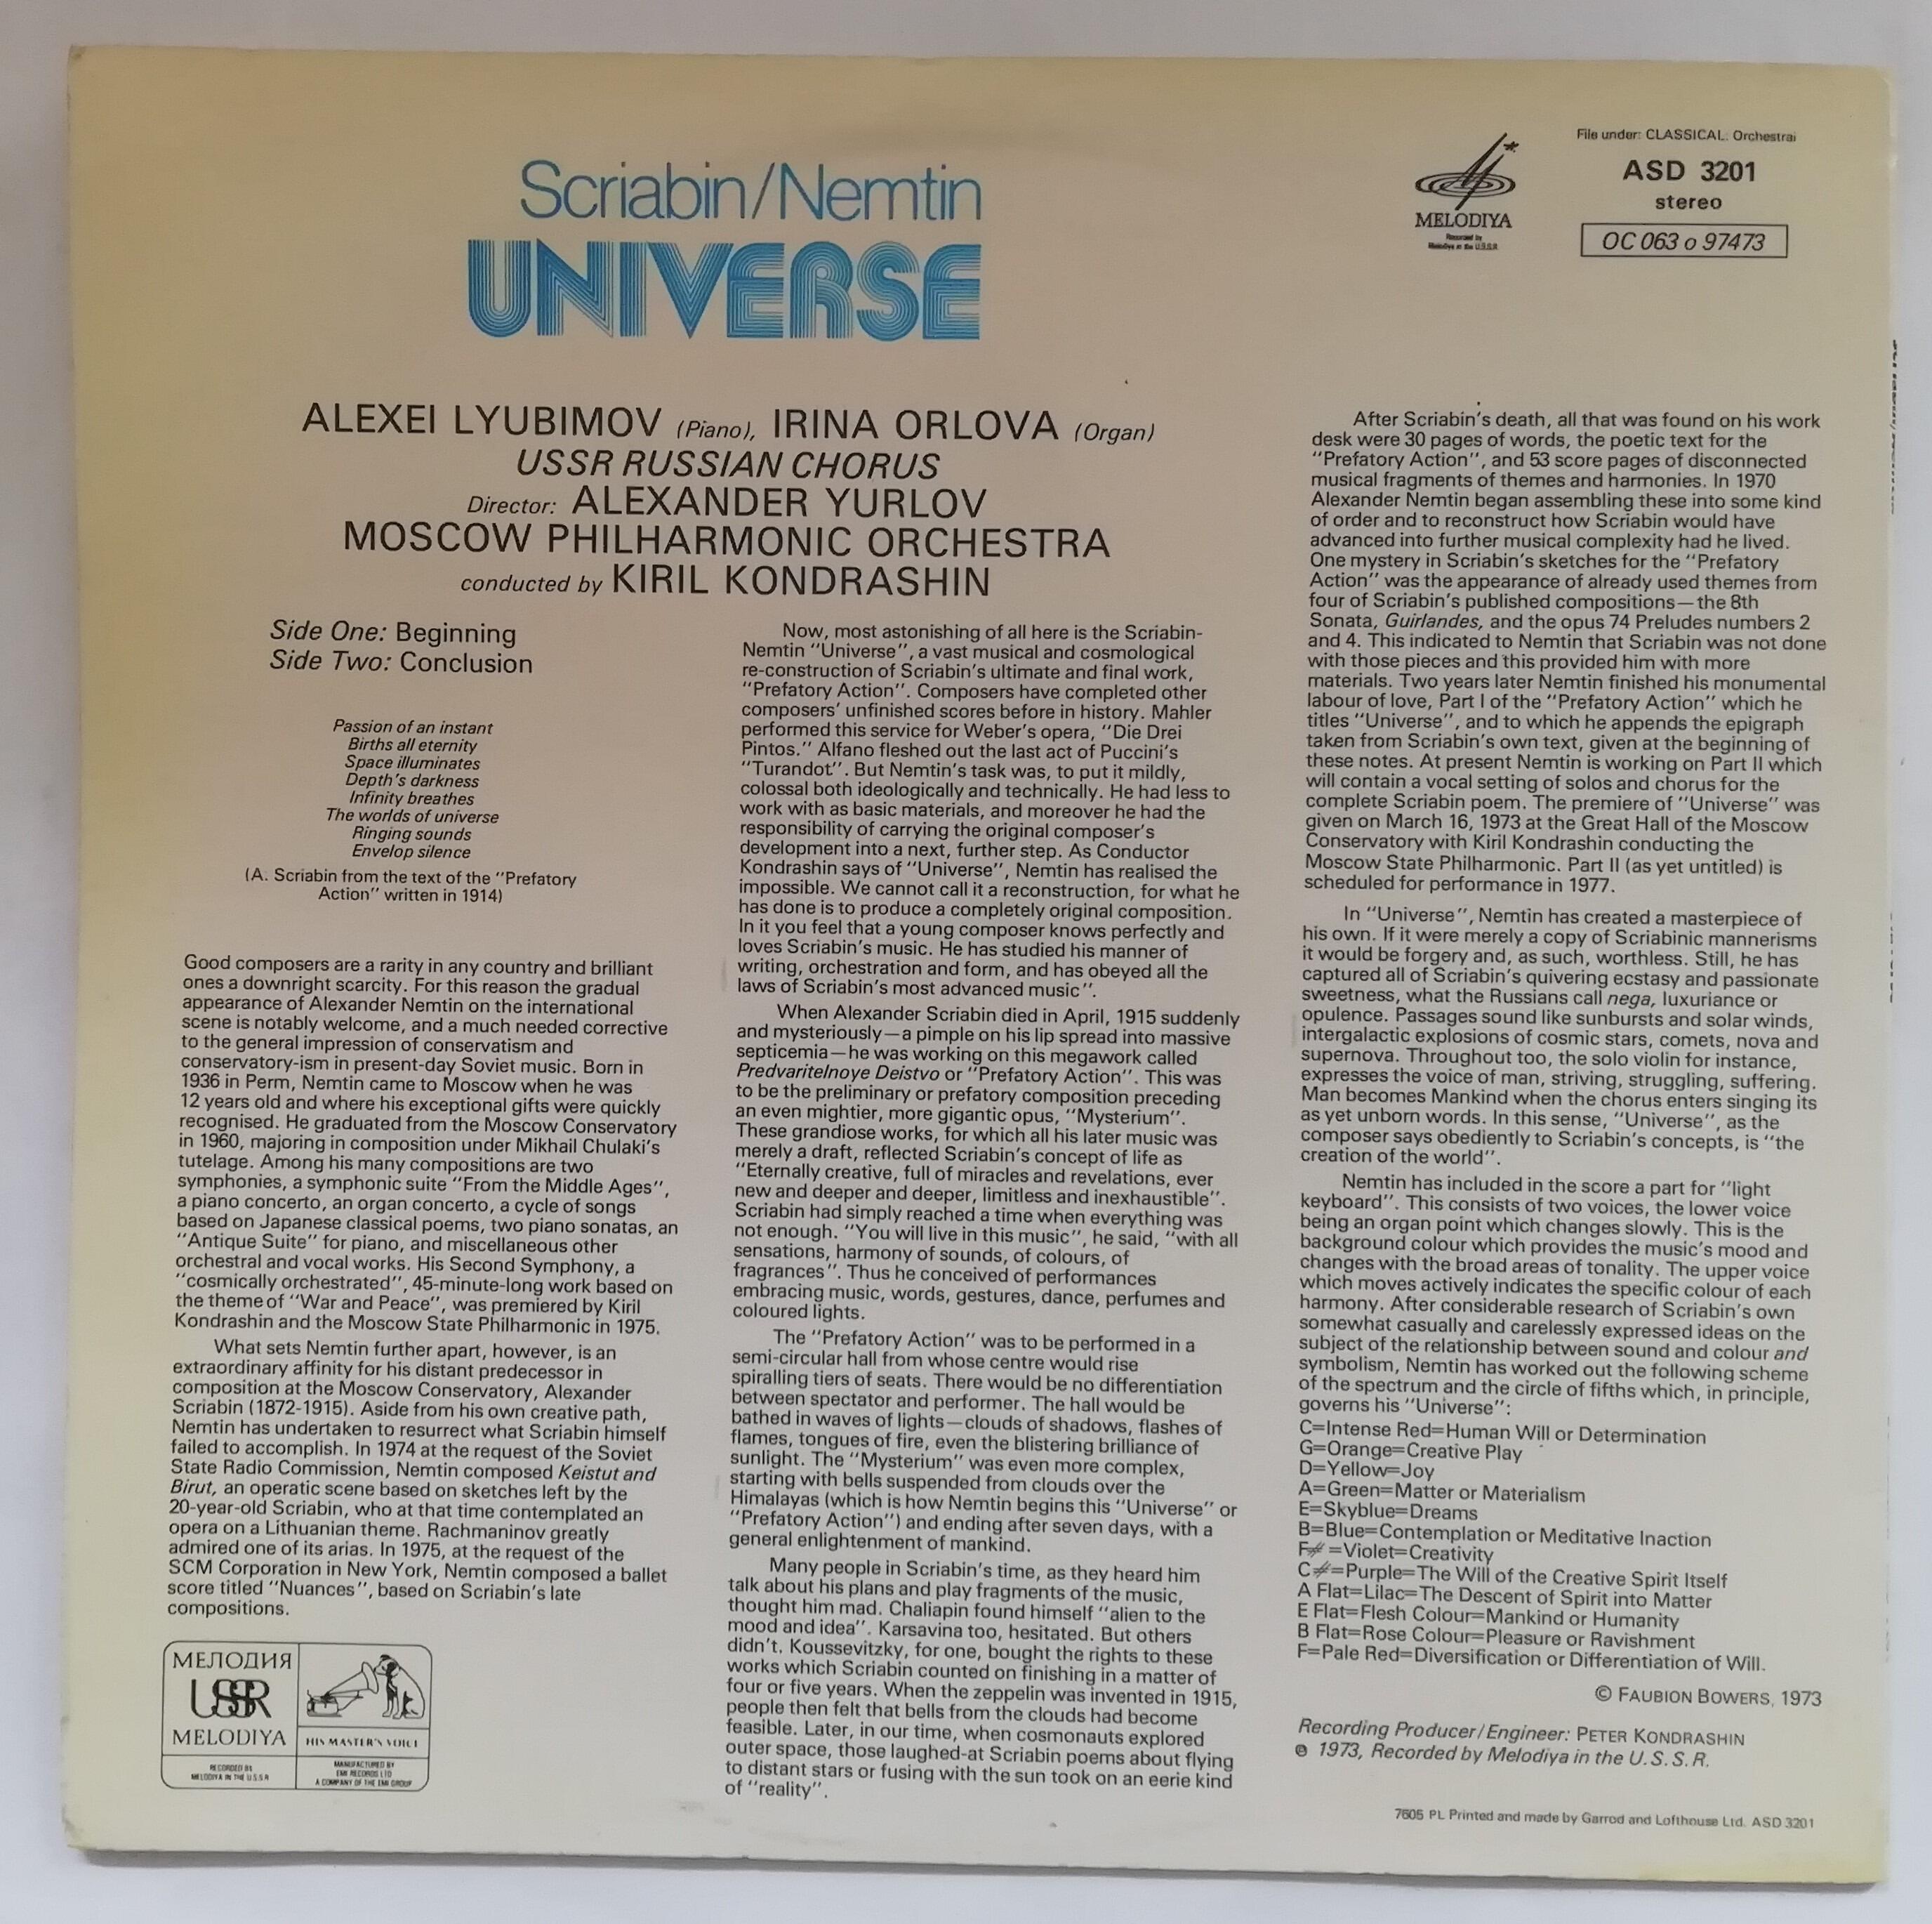 Scriabin/Nemtin
UNIVERSE
MELODIYA
Recorded by
Melodiya in the U.S.S.R
File under: CLASSICAL: Orchestral
ASD 3201
stereo
OC 063 o 97473
ALEXEI LYUBIMOV (Piano), IRINA ORLOVA (Organ)
USSR RUSSIAN CHORUS
Director: ALEXANDER YURLOV
MOSCOW PHILHARMONIC ORCHESTRA
conducted by KIRIL KONDRASHIN
Side One: Beginning
Side Two: Conclusion
Passion of an instant
Births all eternity
Space illuminates
Depth's darkness
Infinity breathes
The worlds of universe
Ringing sounds
Envelop silence
(A. Scriabin from the text of the "Prefatory
Action" written in 1914)
Good composers are a rarity in any country and brilliant
ones a downright scarcity. For this reason the gradual
appearance of Alexander Nemtin on the international
scene is notably welcome, and a much needed corrective
to the general impression of conservatism and
conservatory-ism in present-day Soviet music. Born in
1936 in Perm, Nemtin came to Moscow when he was
12 years old and where his exceptional gifts were quickly
recognised. He graduated from the Moscow Conservatory
in 1960, majoring in composition under Mikhail Chulaki's
tutelage. Among his many compositions are two
symphonies, a symphonic suite "From the Middle Ages",
a piano concerto, an organ concerto, a cycle of songs
based on Japanese classical poems, two piano sonatas, an
"Antique Suite" for piano, and miscellaneous other
orchestral and vocal works. His Second Symphony, a
"cosmically orchestrated", 45-minute-long work based on
the theme of "War and Peace", was premiered by Kiril
Kondrashin and the Moscow State Philharmonic in 1975.
What sets Nemtin further apart, however, is an
extraordinary affinity for his distant predecessor in
composition at the Moscow Conservatory, Alexander
Scriabin (1872-1915). Aside from his own creative path,
Nemtin has undertaken to resurrect what Scriabin himself
failed to accomplish. In 1974 at the request of the Soviet
State Radio Commission, Nemtin composed Keistut and
Birut, an operatic scene based on sketches left by the
20-year-old Scriabin, who at that time contemplated an
opera on a Lithuanian theme. Rachmaninov greatly
admired one of its arias. In 1975, at the request of the
SCM Corporation in New York, Nemtin composed a ballet
score titled "Nuances", based on Scriabin's late
compositions.
МЕЛОДИЯ
USSR
MELODIYA
RECORDED BY
MELODIYA IN THE U.S.S.R
HIS MASTER'S VOICE
MANUFACTURED BY
EMI RECORDS LTD
A COMPANY OF THE EMI GROUP
Now, most astonishing of all here is the Scriabin-
Nemtin "Universe", a vast musical and cosmological
re-construction of Scriabin's ultimate and final work,
"Prefatory Action". Composers have completed other
composers' unfinished scores before in history. Mahler
performed this service for Weber's opera, "Die Drei
Pintos." Alfano fleshed out the last act of Puccini's
"Turandot". But Nemtin's task was, to put it mildly,
colossal both ideologically and technically. He had less to
work with as basic materials, and moreover he had the
responsibility of carrying the original composer's
development into a next, further step. As Conductor
Kondrashin says of "Universe", Nemtin has realised the
impossible. We cannot call it a reconstruction, for what he
has done is to produce a completely original composition.
In it you feel that a young composer knows perfectly and
loves Scriabin's music. He has studied his manner of
writing, orchestration and form, and has obeyed all the
laws of Scriabin's most advanced music".
When Alexander Scriabin died in April, 1915 suddenly
and mysteriously—a pimple on his lip spread into massive
septicemia—he was working on this megawork called
Predvaritelnoye Deistvo or "Prefatory Action". This was
to be the preliminary or prefatory composition preceding
an even mightier, more gigantic opus, "Mysterium".
These grandiose works, for which all his later music was
merely a draft, reflected Scriabin's concept of life as
"Eternally creative, full of miracles and revelations, ever
new and deeper and deeper, limitless and inexhaustible".
Scriabin had simply reached a time when everything was
not enough. "You will live in this music", he said, "with all
sensations, harmony of sounds, of colours, of
fragrances". Thus he conceived of performances
embracing music, words, gestures, dance, perfumes and
coloured lights.
The "Prefatory Action" was to be performed in a
semi-circular hall from whose centre would rise
spiralling tiers of seats. There would be no differentiation
between spectator and performer. The hall would be
bathed in waves of lights—clouds of shadows, flashes of
flames, tongues of fire, even the blistering brilliance of
sunlight. The "Mysterium" was even more complex,
starting with bells suspended from clouds over the
Himalayas (which is how Nemtin begins this "Universe" or
"Prefatory Action") and ending after seven days, with a
general enlightenment of mankind.
Many people in Scriabin's time, as they heard him
talk about his plans and play fragments of the music,
thought him mad. Chaliapin found himself "alien to the
mood and idea". Karsavina too, hesitated. But others
didn't. Koussevitzky, for one, bought the rights to these
works which Scriabin counted on finishing in a matter of
four or five years. When the zeppelin was invented in 1915,
people then felt that bells from the clouds had become
feasible. Later, in our time, when cosmonauts explored
outer space, those laughed-at Scriabin poems about flying
to distant stars or fusing with the sun took on an eerie kind
of "reality".
After Scriabin's death, all that was found on his work
desk were 30 pages of words, the poetic text for the
"Prefatory Action", and 53 score pages of disconnected
musical fragments of themes and harmonies. In 1970
Alexander Nemtin began assembling these into some kind
of order and to reconstruct how Scriabin would have
advanced into further musical complexity had he lived.
One mystery in Scriabin's sketches for the "Prefatory
Action" was the appearance of already used themes from
four of Scriabin's published compositions—the 8th
Sonata, Guirlandes, and the opus 74 Preludes numbers 2
and 4. This indicated to Nemtin that Scriabin was not done
with those pieces and this provided him with more
materials. Two years later Nemtin finished his monumental
labour of love, Part I of the "Prefatory Action" which he
titles "Universe", and to which he appends the epigraph
taken from Scriabin's own text, given at the beginning of
these notes. At present Nemtin is working on Part II which
will contain a vocal setting of solos and chorus for the
complete Scriabin poem. The premiere of "Universe" was
given on March 16, 1973 at the Great Hall of the Moscow
Conservatory with Kiril Kondrashin conducting the
Moscow State Philharmonic. Part II (as yet untitled) is
scheduled for performance in 1977.
In "Universe", Nemtin has created a masterpiece of
his own. If it were merely a copy of Scriabinic mannerisms
it would be forgery and, as such, worthless. Still, he has
captured all of Scriabin's quivering ecstasy and passionate
sweetness, what the Russians call nega, luxuriance or
opulence. Passages sound like sunbursts and solar winds,
intergalactic explosions of cosmic stars, comets, nova and
supernova. Throughout too, the solo violin for instance,
expresses the voice of man, striving, struggling, suffering.
Man becomes Mankind when the chorus enters singing its
as yet unborn words. In this sense, "Universe", as the
composer says obediently to Scriabin's concepts, is "the
creation of the world".
Nemtin has included in the score a part for "light
keyboard". This consists of two voices, the lower voice
being an organ point which changes slowly. This is the
background colour which provides the music's mood and
changes with the broad areas of tonality. The upper voice
which moves actively indicates the specific colour of each
harmony. After considerable research of Scriabin's own
somewhat casually and carelessly expressed ideas on the
subject of the relationship between sound and colour and
symbolism, Nemtin has worked out the following scheme
of the spectrum and the circle of fifths which, in principle,
governs his "Universe":
C=Intense Red=Human Will or Determination
G=Orange=Creative Play
D=Yellow=Joy
A=Green=Matter or Materialism
E=Skyblue=Dreams
B=Blue=Contemplation or Meditative Inaction
F#=Violet=Creativity
C#=Purple=The Will of the Creative Spirit Itself
A Flat=Lilac=The Descent of Spirit into Matter
E Flat=Flesh Colour=Mankind or Humanity
B Flat=Rose Colour=Pleasure or Ravishment
F=Pale Red=Diversification or Differentiation of Will.
© FAUBION BOWERS, 1973
Recording Producer/Engineer: PETER KONDRASHIN
℗ 1973, Recorded by Melodiya in the U.S.S.R.
7605 PL Printed and made by Garrod and Lofthouse Ltd. ASD 3201